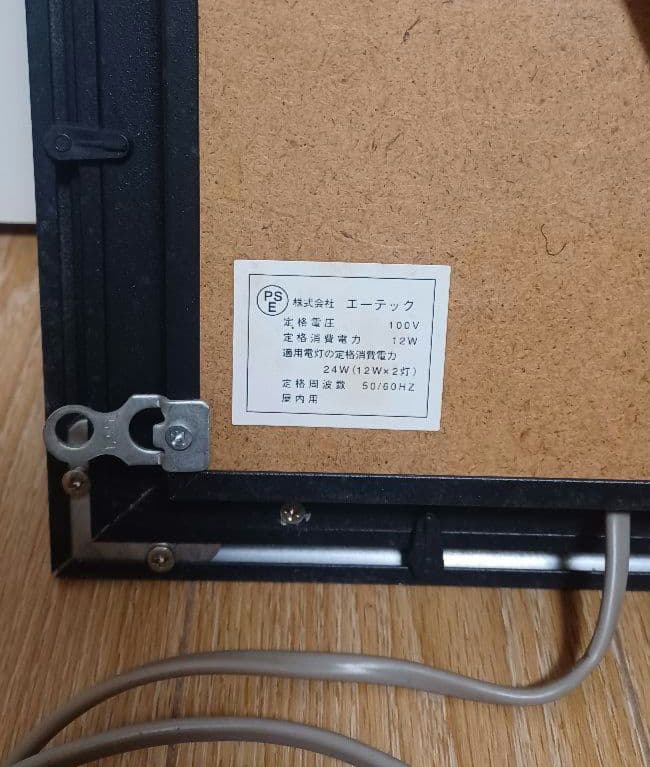 PS
E 株式会社 エーテック
定格電圧 100V
定格消費電力 12W
適用電灯の定格消費電力
24W(12W×2灯)
定格周波数 50/60HZ
屋内用